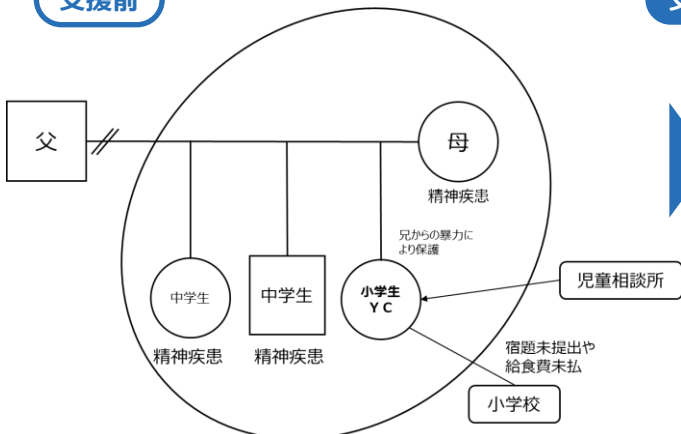 支援前
父
母
精神疾患
兄からの暴力に
より保護
中学生
中学生
小学生
ＹＣ
児童相談所
精神疾患
精神疾患
宿題未提出や
給食費未払
小学校